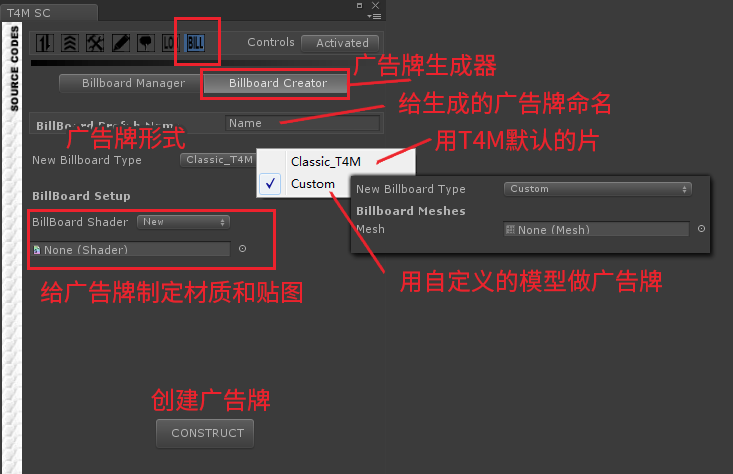 T4M SC
SOURCE CODES
LOD
BILL
Controls
Activated
Billboard Manager
Billboard Creator
广告牌生成器
BillBoard Prefab Name
Name
给生成的广告牌命名
广告牌形式
用T4M默认的片
New Billboard Type
Classic_T4M
Classic_T4M
✓ Custom
New Billboard Type
Custom
Billboard Meshes
Mesh
None (Mesh)
BillBoard Setup
BillBoard Shader
New
None (Shader)
给广告牌制定材质和贴图
用自定义的模型做广告牌
创建广告牌
CONSTRUCT